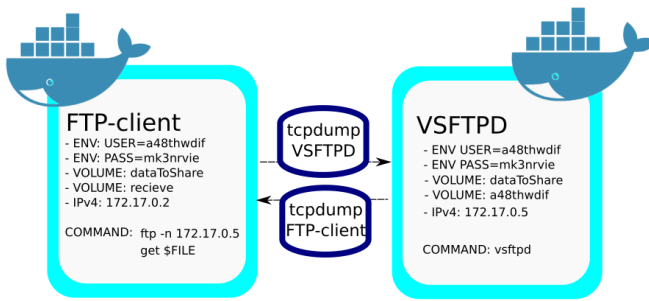 FTP-client
- ENV: USER=a48thwdif
- ENV: PASS=mk3nrvie
- VOLUME: dataToShare
- VOLUME: recieve
- IPv4: 172.17.0.2
COMMAND: ftp -n 172.17.0.5
get $FILE
tcpdump
VSFTPD
tcpdump
FTP-client
VSFTPD
- ENV USER=a48thwdif
- ENV PASS=mk3nrvie
- VOLUME: dataToShare
- VOLUME: a48thwdif
- IPv4: 172.17.0.5
COMMAND: vsftpd